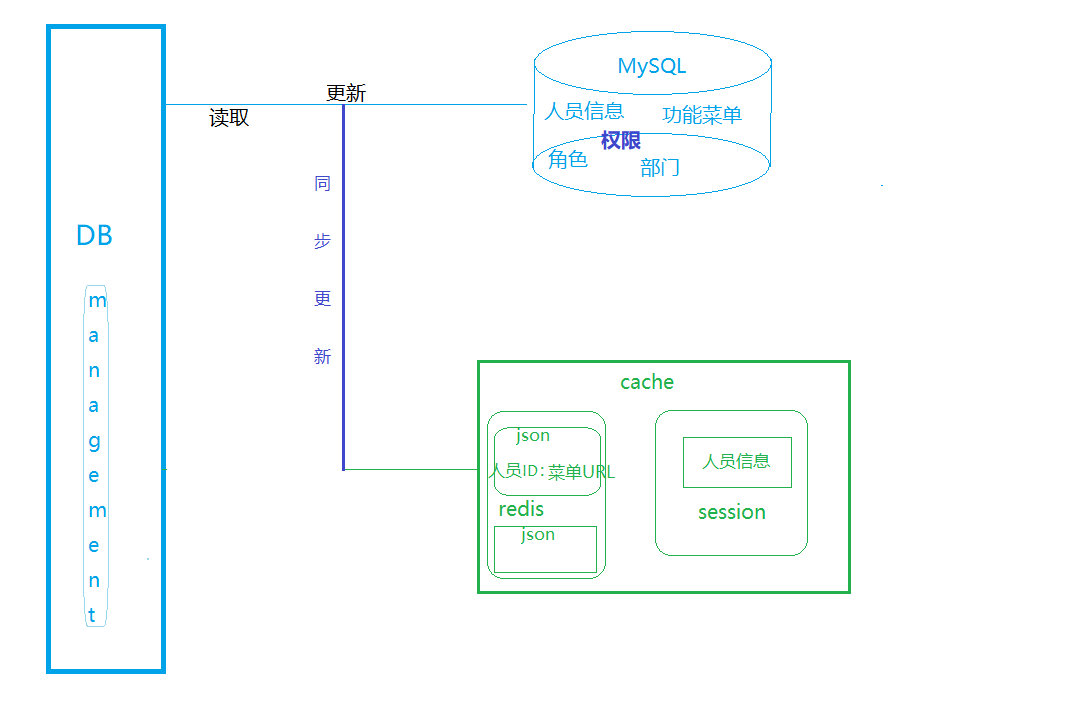 更新
读取
MySQL
人员信息
功能菜单
权限
角色
部门
同步更新
DB
management
cache
json
人员ID:菜单URL
redis
json
人员信息
session